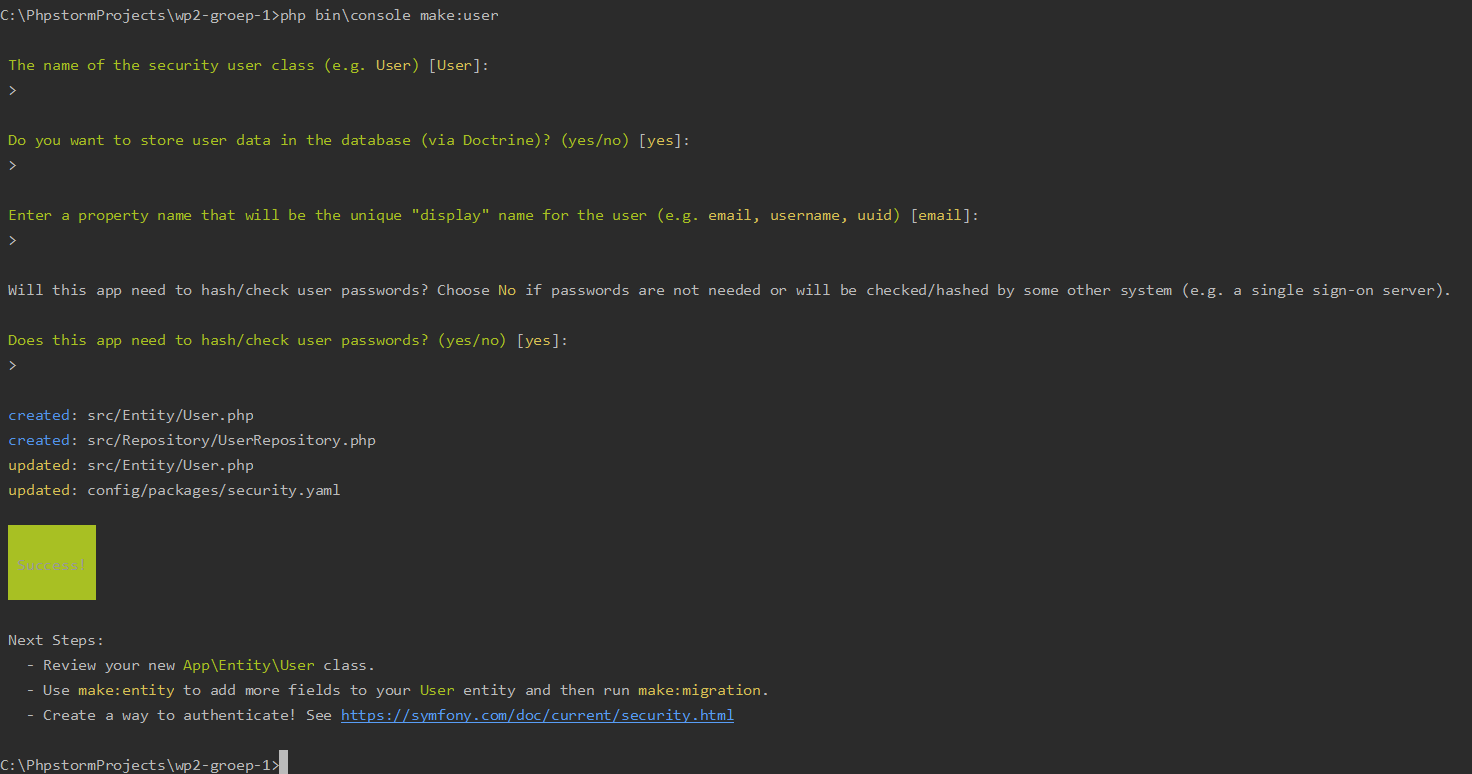 C:\PhpstormProjects\wp2-groep-1>php bin\console make:user
The name of the security user class (e.g. User) [User]:
>
Do you want to store user data in the database (via Doctrine)? (yes/no) [yes]:
>
Enter a property name that will be the unique "display" name for the user (e.g. email, username, uuid) [email]:
>
Will this app need to hash/check user passwords? Choose No if passwords are not needed or will be checked/hashed by some other system (e.g. a single sign-on server).
Does this app need to hash/check user passwords? (yes/no) [yes]:
>
created: src/Entity/User.php
created: src/Repository/UserRepository.php
updated: src/Entity/User.php
updated: config/packages/security.yaml
Success!
Next Steps:
- Review your new App\Entity\User class.
- Use make:entity to add more fields to your User entity and then run make:migration.
- Create a way to authenticate! See https://symfony.com/doc/current/security.html
C:\PhpstormProjects\wp2-groep-1>